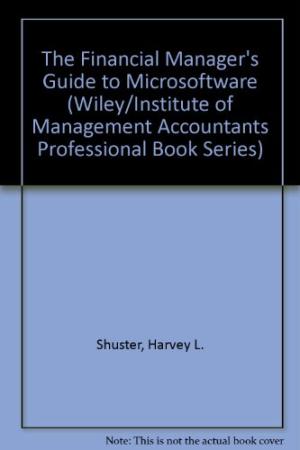 The Financial Manager's
Guide to Microsoftware
(Wiley/Institute of
Management Accountants
Professional Book Series)
Shuster, Harvey L.
Note: This is not the actual book cover